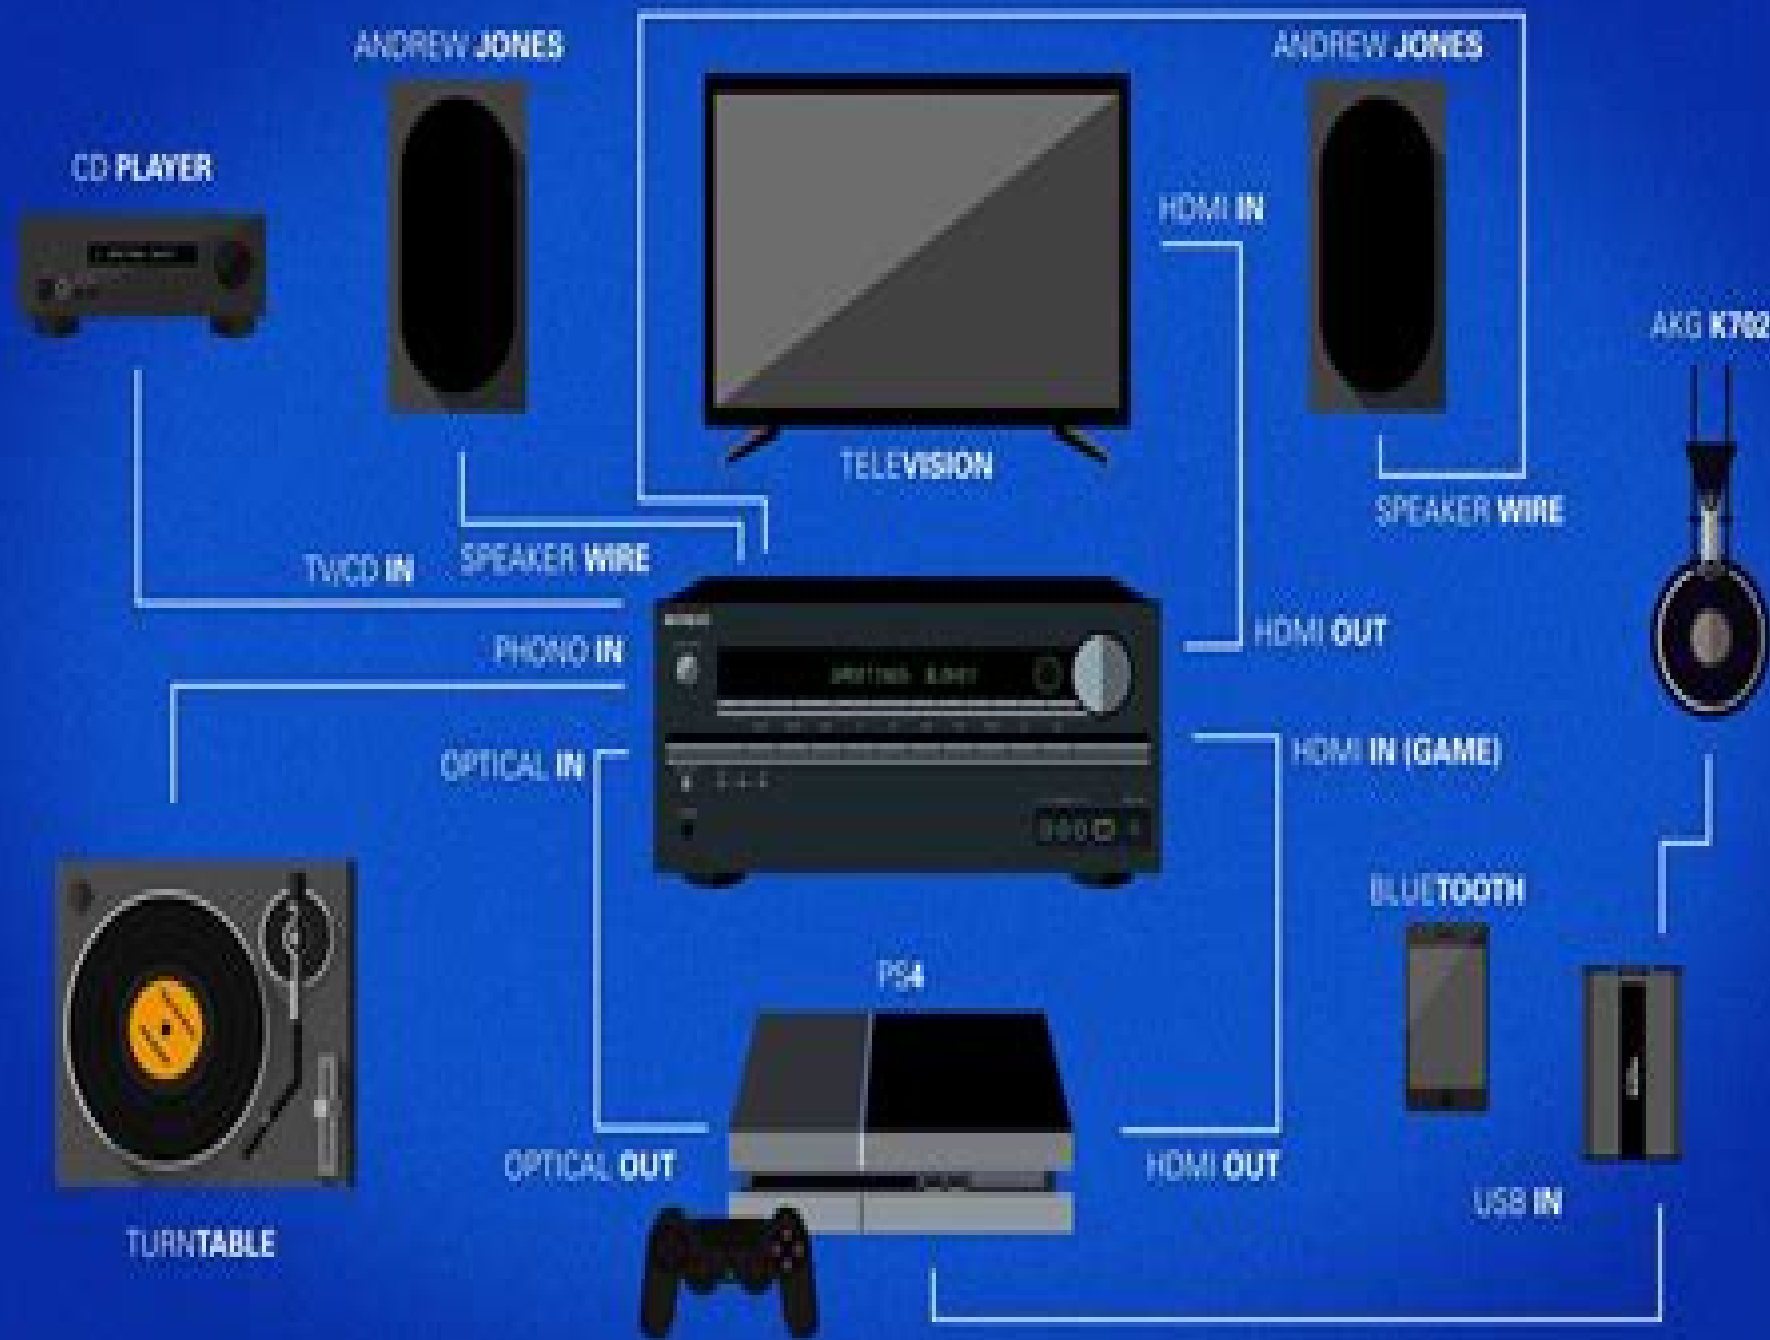 ANDREW JONES
ANDREW JONES
CD PLAYER
HDMI IN
AKG K702
TELEVISION
SPEAKER WIRE
TV/CD IN
SPEAKER WIRE
HDMI OUT
PHONO IN
OPTICAL IN
HDMI IN (GAME)
BLUETOOTH
PS4
OPTICAL OUT
HDMI OUT
USB IN
TURNTABLE